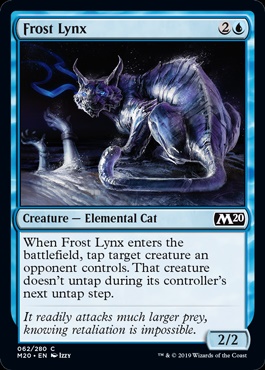 Frost Lynx 2
Creature — Elemental Cat M20
When Frost Lynx enters the
battlefield, tap target creature an
opponent controls. That creature
doesn't untap during its controller's
next untap step.
It readily attacks much larger prey,
knowing retaliation is impossible.
2/2
062/280 C
M20 • EN Izzy ™ & © 2019 Wizards of the Coast